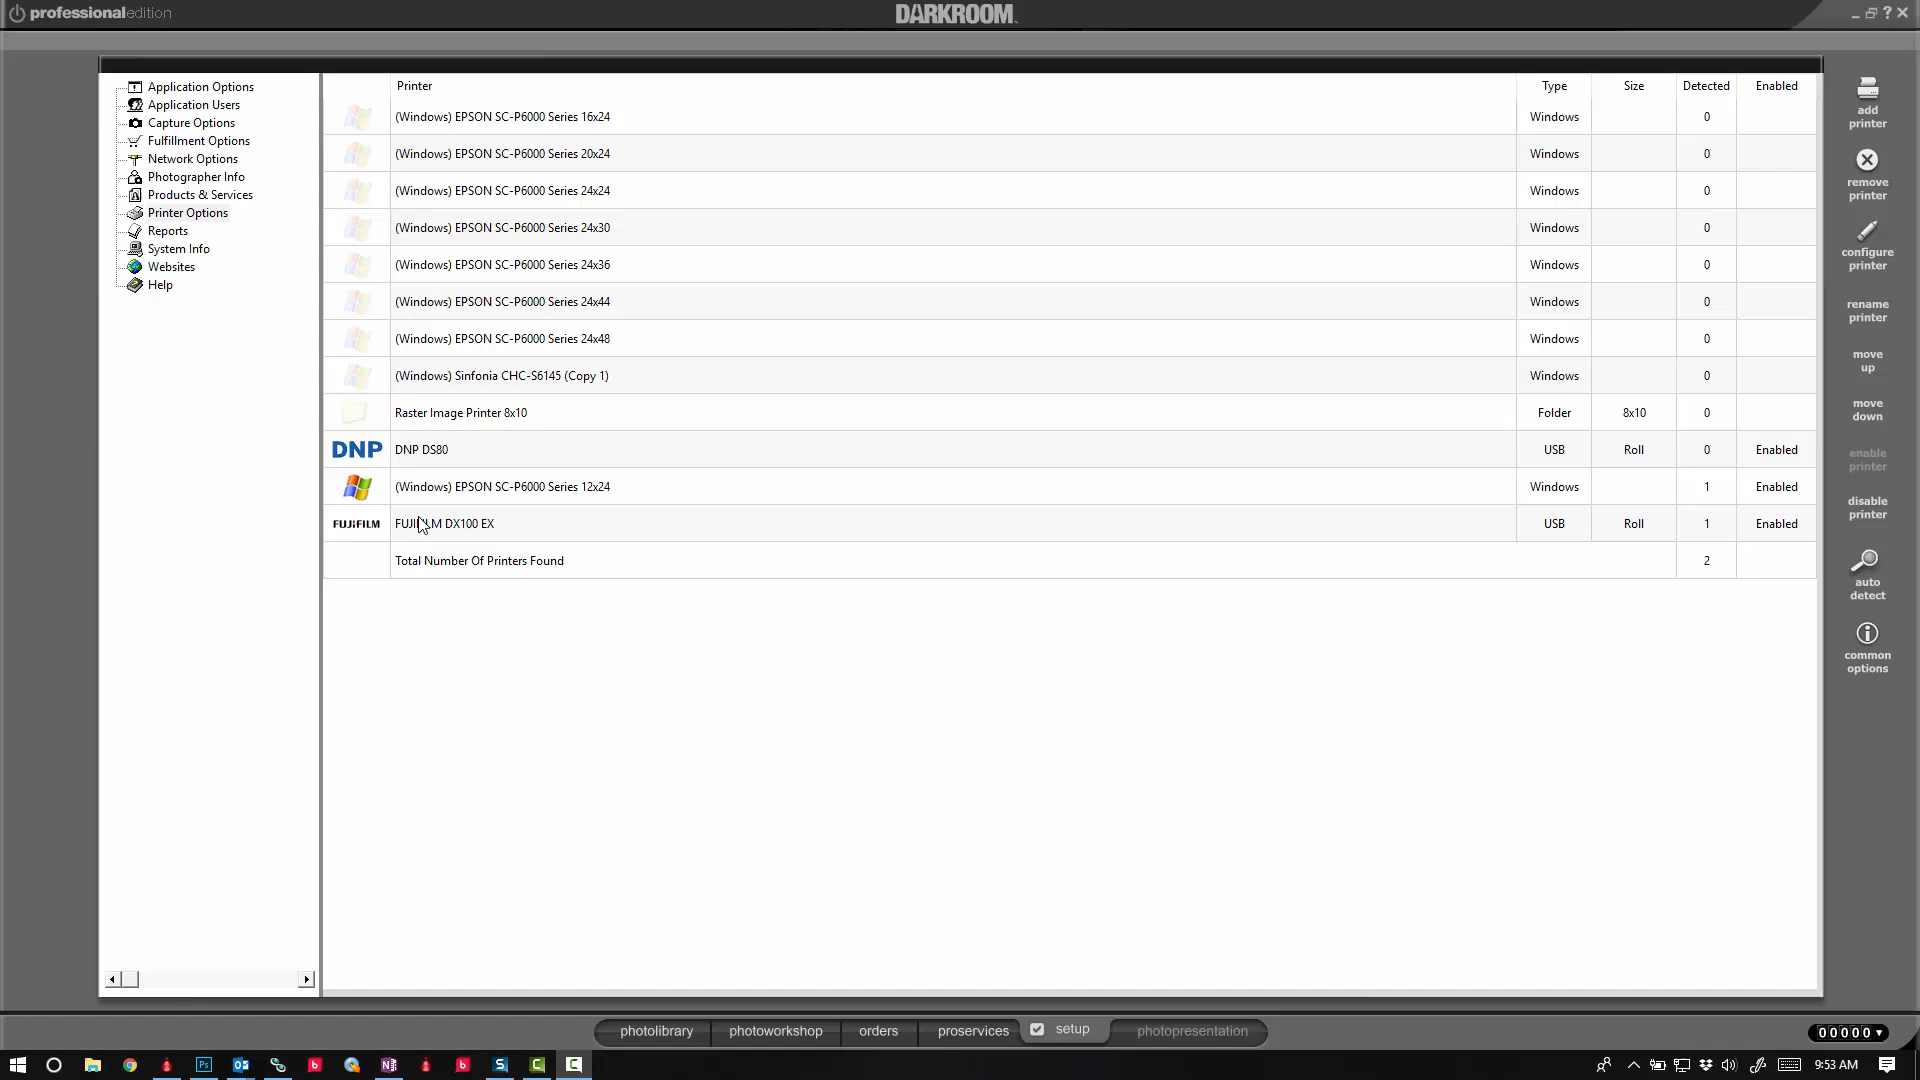 professionaledition
DARKROOM
Application Options
Application Users
Capture Options
Fulfillment Options
Network Options
Photographer Info
Products & Services
Printer Options
Reports
System Info
Websites
Help
Printer Type Size Detected Enabled
(Windows) EPSON SC-P6000 Series 16x24 Windows 0
(Windows) EPSON SC-P6000 Series 20x24 Windows 0
(Windows) EPSON SC-P6000 Series 24x24 Windows 0
(Windows) EPSON SC-P6000 Series 24x30 Windows 0
(Windows) EPSON SC-P6000 Series 24x36 Windows 0
(Windows) EPSON SC-P6000 Series 24x44 Windows 0
(Windows) EPSON SC-P6000 Series 24x48 Windows 0
(Windows) Sinfonia CHC-S6145 (Copy 1) Windows 0
Raster Image Printer 8x10 Folder 8x10 0
DNP DNP DS80 USB Roll 0 Enabled
(Windows) EPSON SC-P6000 Series 12x24 Windows 1 Enabled
FUJIFILM FUJIFILM DX100 EX USB Roll 1 Enabled
Total Number Of Printers Found 2
add
printer
remove
printer
configure
printer
rename
printer
move
up
move
down
enable
printer
disable
printer
auto
detect
common
options
photolibrary photoworkshop orders proservices setup photopresentation
00000
9:53 AM